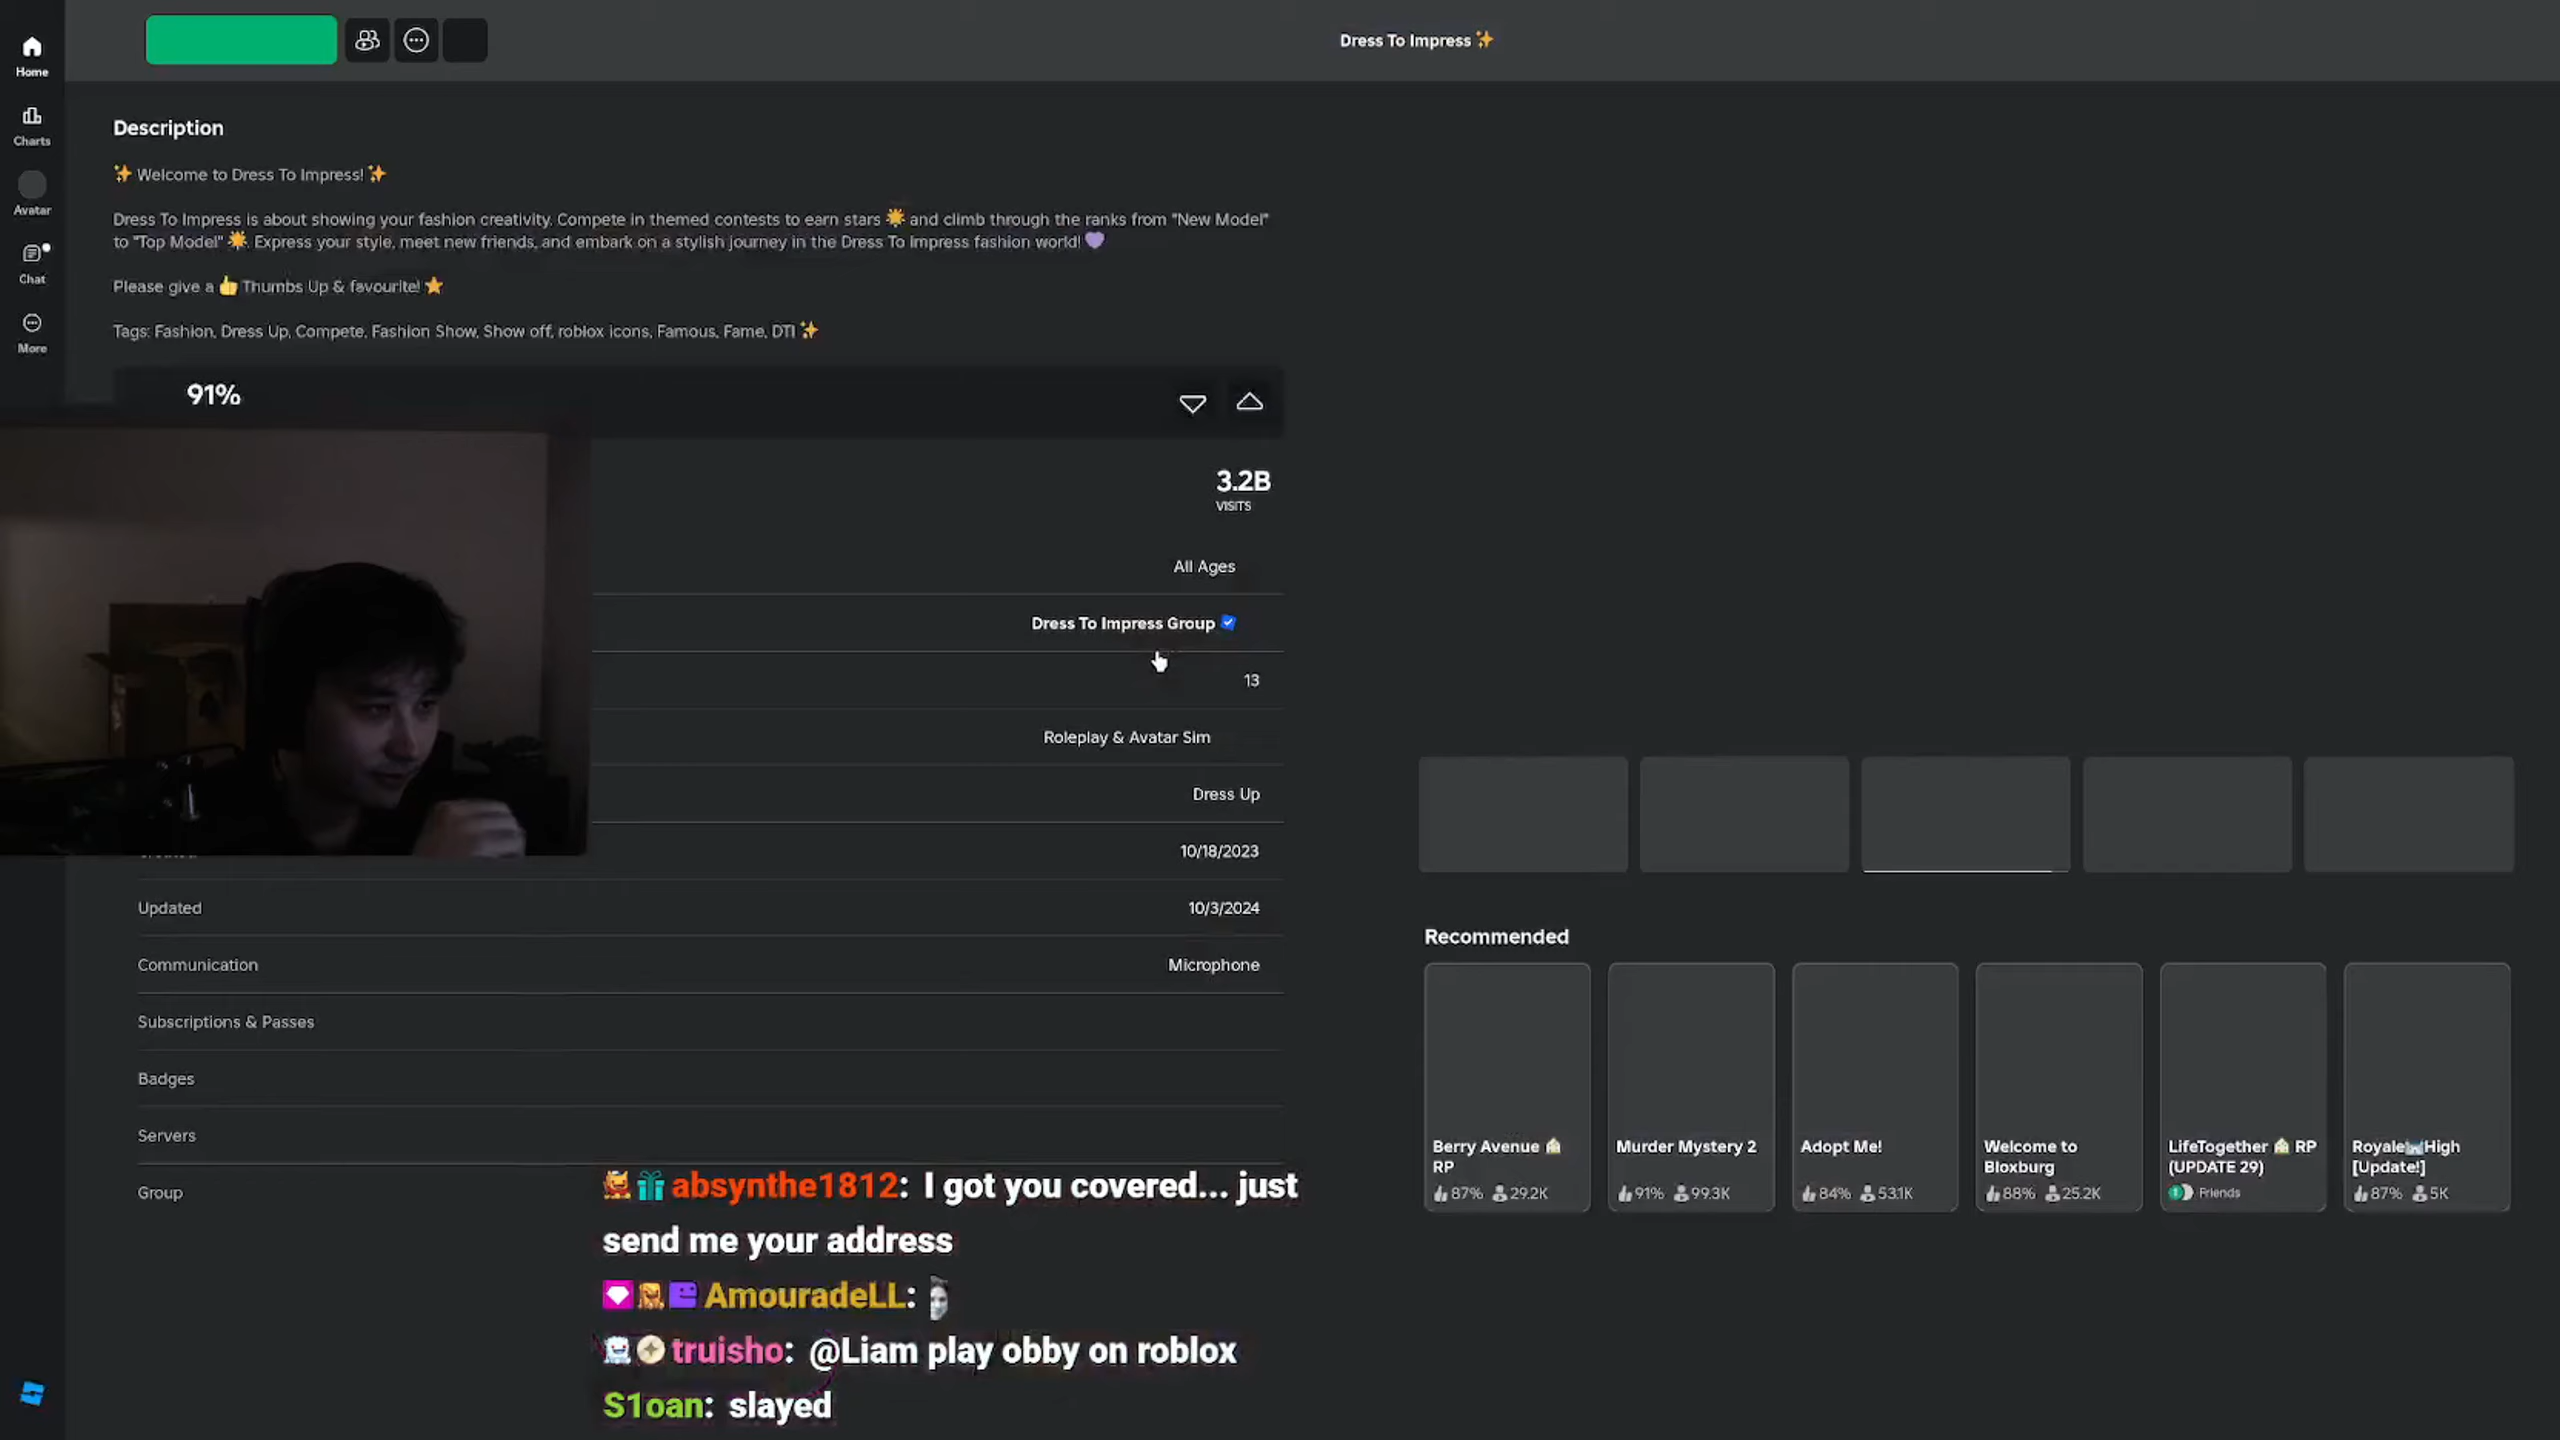 Dress To Impress ✨
Home
Charts
Avatar
Chat
More
Description
✨ Welcome to Dress To Impress! ✨
Dress To Impress is about showing your fashion creativity. Compete in themed contests to earn stars 🌟 and climb through the ranks from "New Model"
to "Top Model" 🌟. Express your style, meet new friends, and embark on a stylish journey in the Dress To Impress fashion world! 💜
Please give a 👍 Thumbs Up & favourite! ⭐
Tags: Fashion, Dress Up, Compete, Fashion Show, Show off, roblox icons, Famous, Fame, DTI ✨
91%
3.2B
VISITS
All Ages
Dress To Impress Group
13
Roleplay & Avatar Sim
Dress Up
10/18/2023
Updated 10/3/2024
Communication Microphone
Subscriptions & Passes
Badges
Servers
Group
Recommended
Berry Avenue 🏠
RP
87% 29.2K
Murder Mystery 2
91% 99.3K
Adopt Me!
84% 53.1K
Welcome to
Bloxburg
88% 25.2K
LifeTogether 🏠 RP
(UPDATE 29)
Friends
Royale🏰High
[Update!]
87% 5K
absynthe1812: I got you covered... just
send me your address
AmouradeLL:
truisho: @Liam play obby on roblox
S1oan: slayed